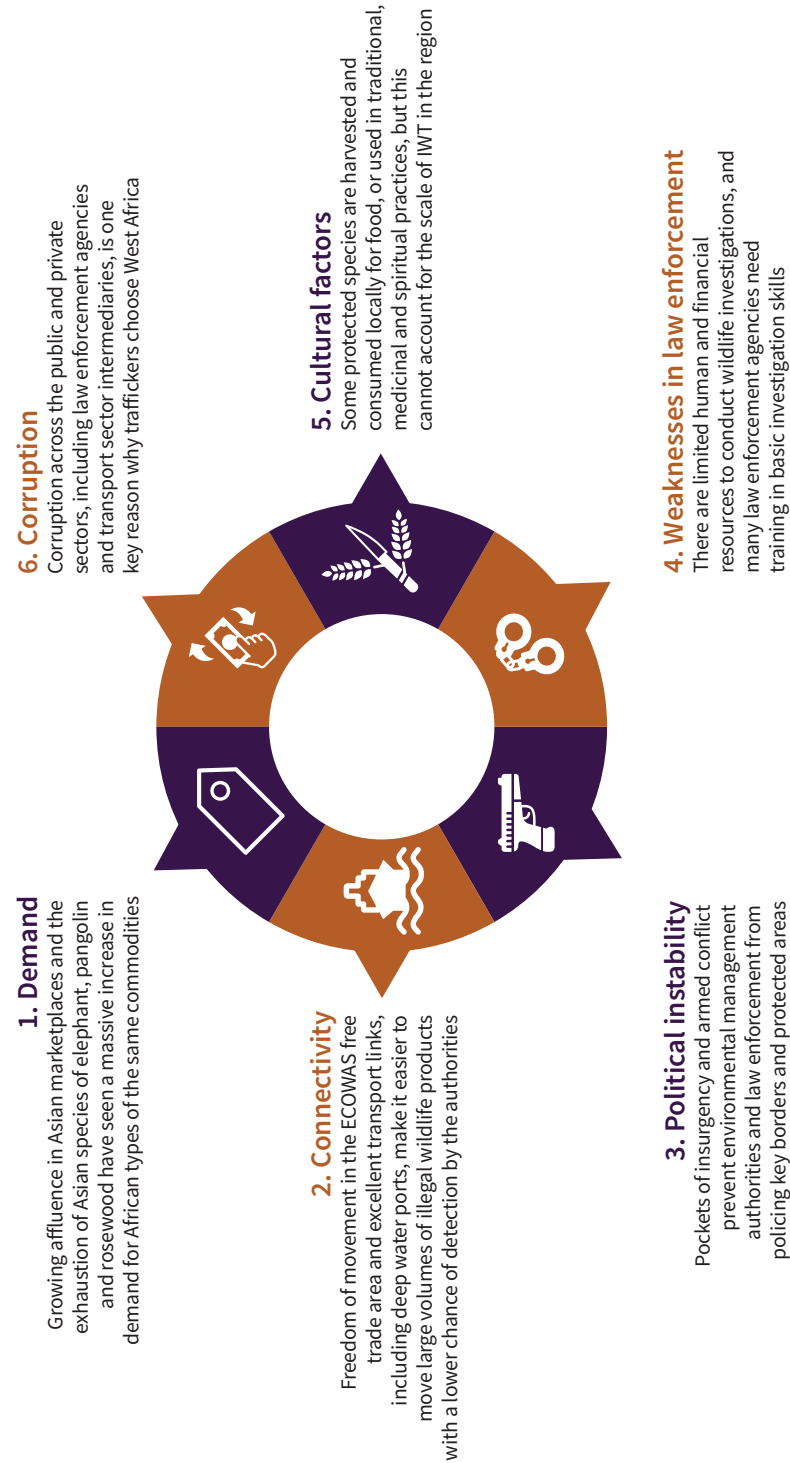 1. Demand
Growing affluence in Asian marketplaces and the
exhaustion of Asian species of elephant, pangolin
and rosewood have seen a massive increase in
demand for African types of the same commodities
2. Connectivity
Freedom of movement in the ECOWAS free
trade area and excellent transport links,
including deep water ports, make it easier to
move large volumes of illegal wildlife products
with a lower chance of detection by the authorities
3. Political instability
Pockets of insurgency and armed conflict
prevent environmental management
authorities and law enforcement from
policing key borders and protected areas
4. Weaknesses in law enforcement
There are limited human and financial
resources to conduct wildlife investigations, and
many law enforcement agencies need
training in basic investigation skills
5. Cultural factors
Some protected species are harvested and
consumed locally for food, or used in traditional,
medicinal and spiritual practices, but this
cannot account for the scale of IWT in the region
6. Corruption
Corruption across the public and private
sectors, including law enforcement agencies
and transport sector intermediaries, is one
key reason why traffickers choose West Africa